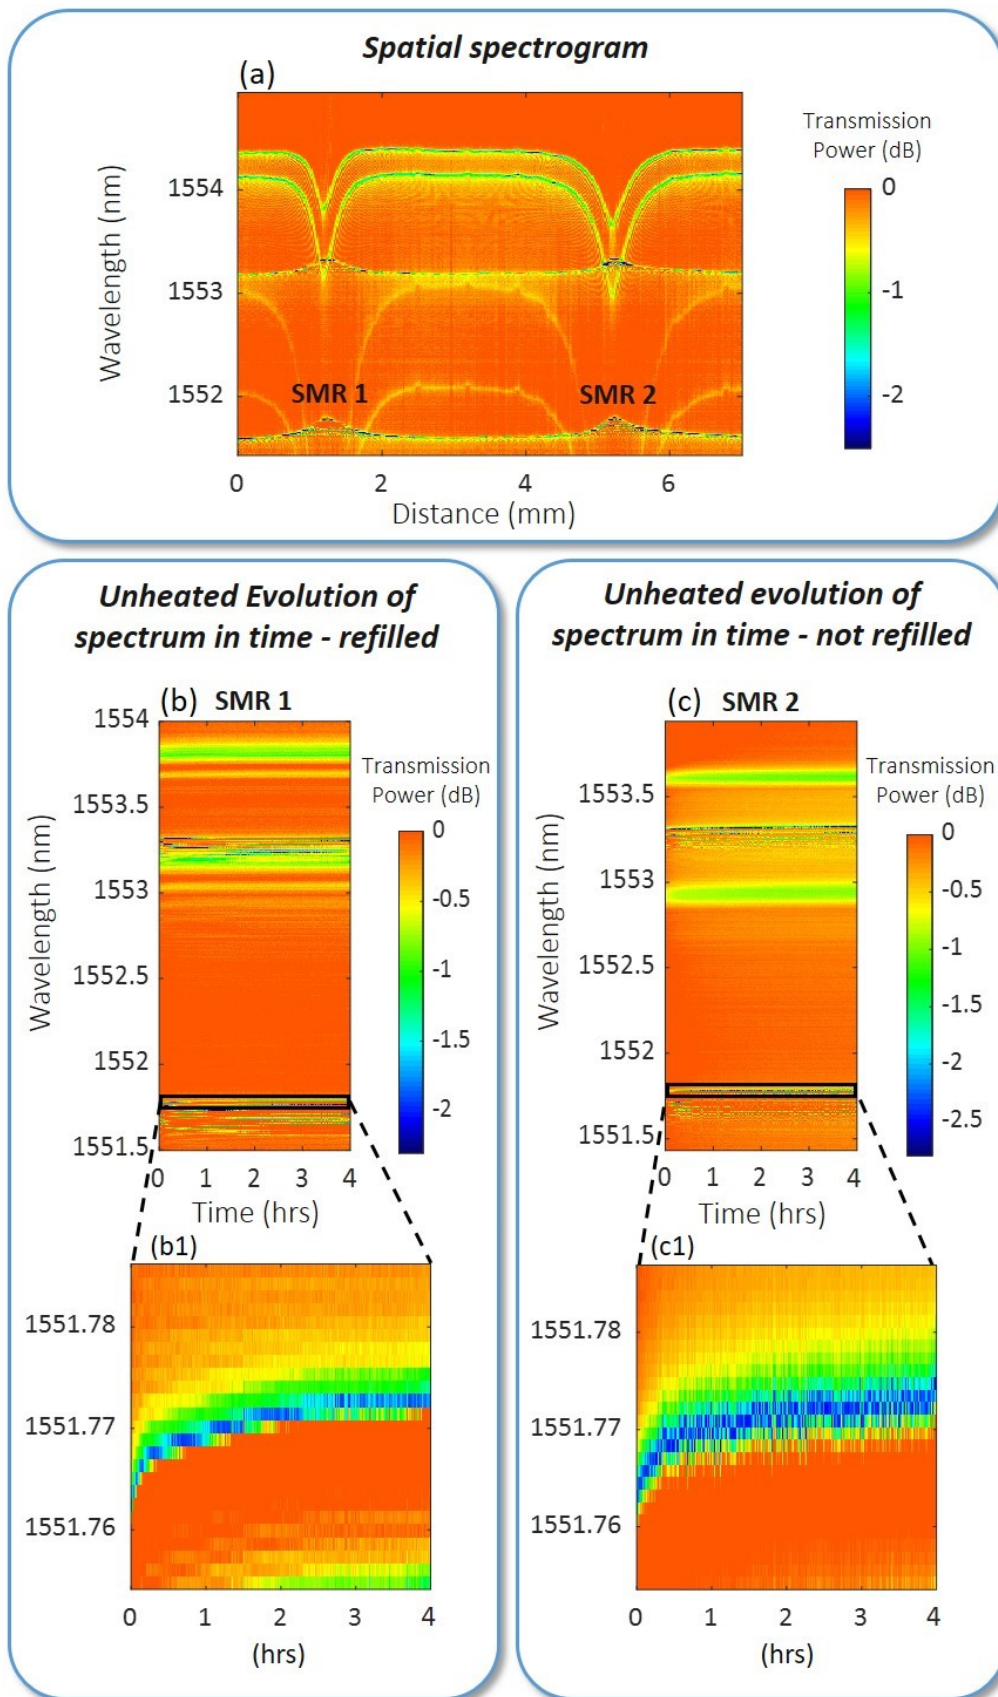 Spatial spectrogram
(a)
Transmission
Power (dB)
Wavelength (nm)
1554
1553
1552
SMR 1
SMR 2
0
-1
-2
0
2
4
6
Distance (mm)
Unheated Evolution of
spectrum in time - refilled
(b) SMR 1
Transmission
Power (dB)
Wavelength (nm)
1554
1553.5
1553
1552.5
1552
1551.5
0
-0.5
-1
-1.5
-2
0 1 2 3 4
Time (hrs)
(b1)
1551.78
1551.77
1551.76
0 1 2 3 4
(hrs)
Unheated evolution of
spectrum in time - not refilled
(c) SMR 2
Transmission
Power (dB)
Wavelength (nm)
1553.5
1553
1552.5
1552
1551.5
0
-0.5
-1
-1.5
-2
-2.5
0 1 2 3 4
Time (hrs)
(c1)
1551.78
1551.77
1551.76
0 1 2 3 4
(hrs)